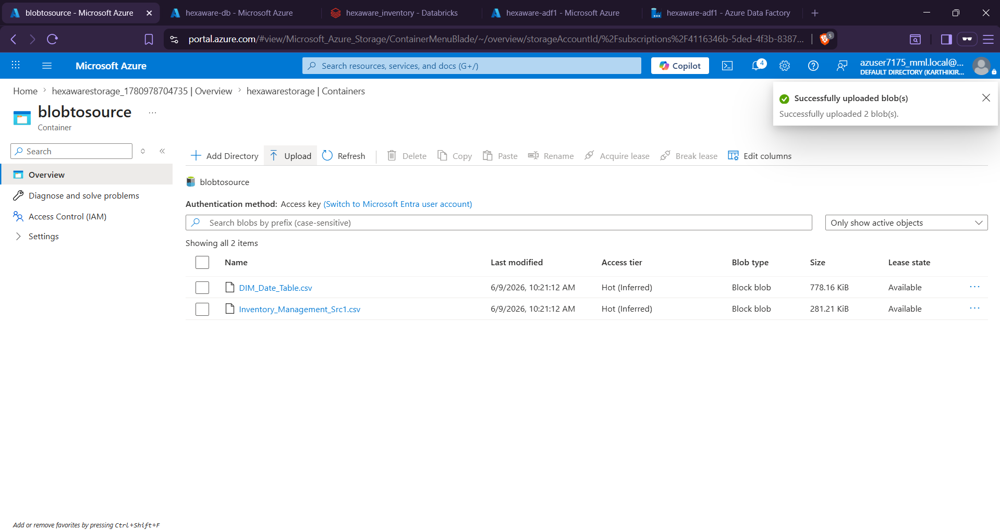 blobtosource - Microsoft Azure
hexaware-db - Microsoft Azure
hexaware_inventory - Databricks
hexaware-adf1 - Microsoft Azure
hexaware-adf1 - Azure Data Factory
portal.azure.com/#view/Microsoft_Azure_Storage/ContainerMenuBlade/~/overview/storageAccountId/%2Fsubscriptions%2F4116346b-5ded-4f3b-8387...
5
Microsoft Azure
Search resources, services, and docs (G+/)
Copilot
4
azuser7175_mml.local@...
DEFAULT DIRECTORY (KARTHIKIR...
Home > hexawarestorage_1780978704735 | Overview > hexawarestorage | Containers
Successfully uploaded blob(s)
Successfully uploaded 2 blob(s).
blobtosource ...
Container
Search
Overview
Diagnose and solve problems
Access Control (IAM)
Settings
Add Directory Upload Refresh Delete Copy Paste Rename Acquire lease Break lease Edit columns
blobtosource
Authentication method: Access key (Switch to Microsoft Entra user account)
Search blobs by prefix (case-sensitive)
Only show active objects
Showing all 2 items
Name Last modified Access tier Blob type Size Lease state
DIM_Date_Table.csv 6/9/2026, 10:21:12 AM Hot (Inferred) Block blob 778.16 KiB Available ...
Inventory_Management_Src1.csv 6/9/2026, 10:21:12 AM Hot (Inferred) Block blob 281.21 KiB Available ...
Add or remove favorites by pressing Ctrl+Shift+F